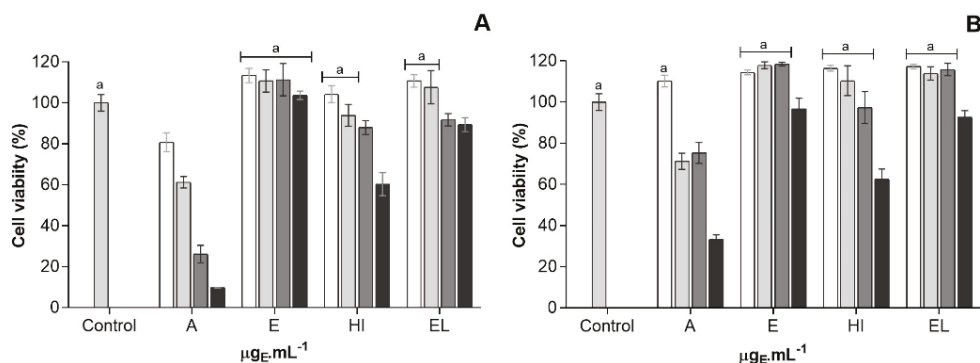 A
Cell viability (%)
120
100
80
60
40
20
0
a
a
a
a
Control
A
E
HI
EL
µgE.mL-1
B
Cell viability (%)
120
100
80
60
40
20
0
a
a
a
a
a
Control
A
E
HI
EL
µgE.mL-1